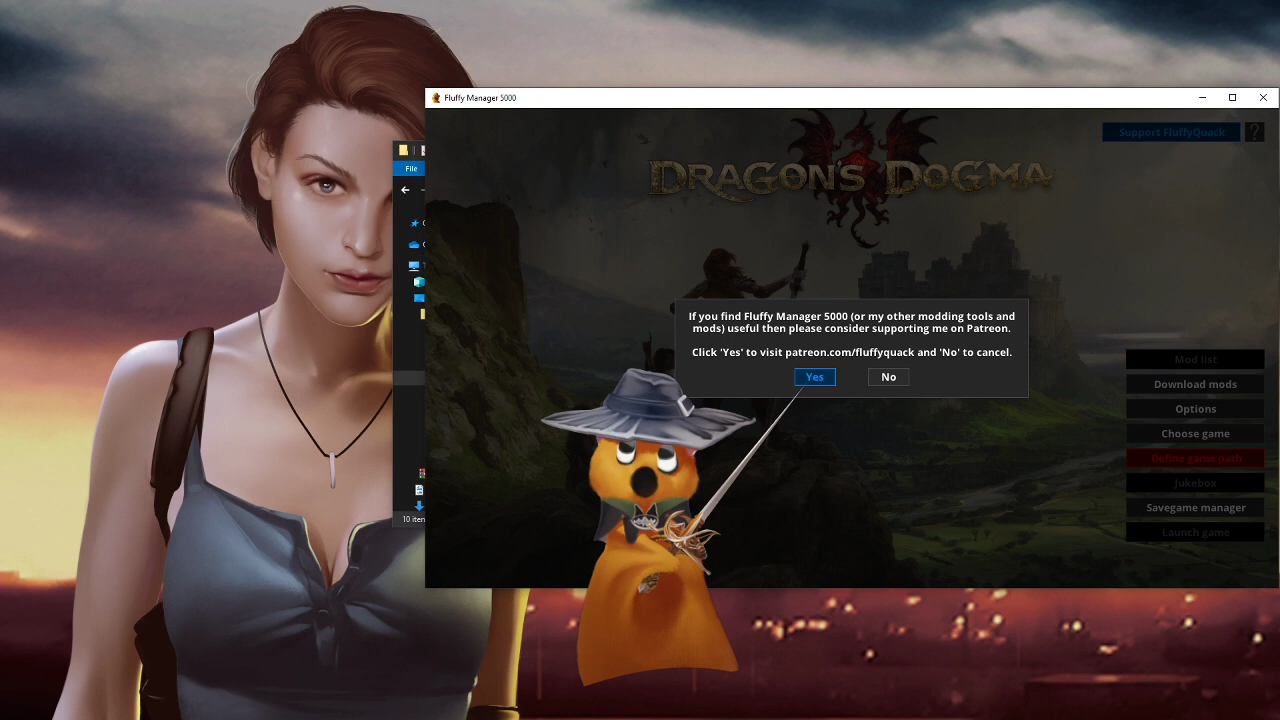 Fluffy Manager 5000
Support FluffyQuack
?
DRAGON'S DOGMA
File
If you find Fluffy Manager 5000 (or my other modding tools and
mods) useful then please consider supporting me on Patreon.
Click 'Yes' to visit patreon.com/fluffyquack and 'No' to cancel.
Yes
No
Mod list
Download mods
Options
Choose game
Define game path
Jukebox
Savegame manager
Launch game
10